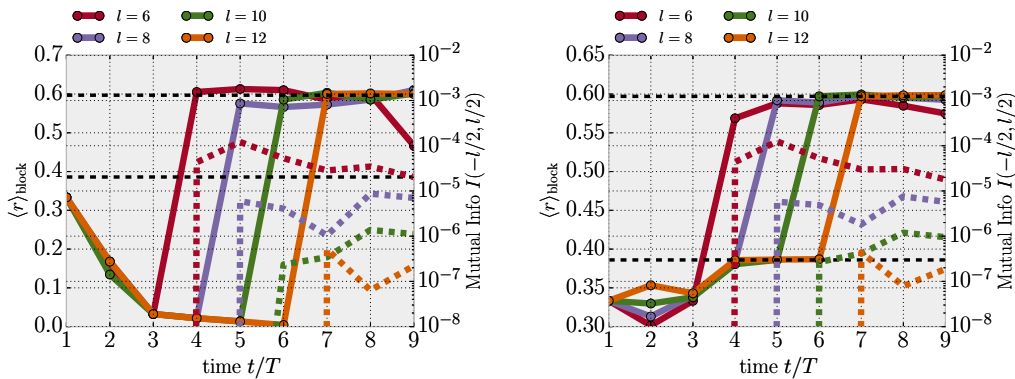 l = 6
l = 10
l = 8
l = 12
0.7
0.6
0.5
0.4
0.3
0.2
0.1
0.0
⟨r⟩block
10−2
10−3
10−4
10−5
10−6
10−7
10−8
Mutual Info I(−l/2, l/2)
1 2 3 4 5 6 7 8 9
time t/T
l = 6
l = 10
l = 8
l = 12
0.65
0.60
0.55
0.50
0.45
0.40
0.35
0.30
⟨r⟩block
10−2
10−3
10−4
10−5
10−6
10−7
10−8
Mutual Info I(−l/2, l/2)
1 2 3 4 5 6 7 8 9
time t/T